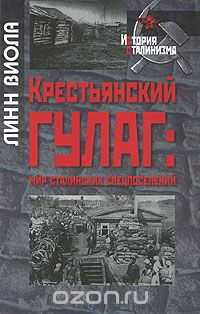 ИСТОРИЯ
СТАЛИНИЗМА
ЛИНН ВИОЛА
КРЕСТЬЯНСКИЙ
ГУЛАГ:
МИР СТАЛИНСКИХ СПЕЦПОСЕЛЕНИЙ
OZON.ru